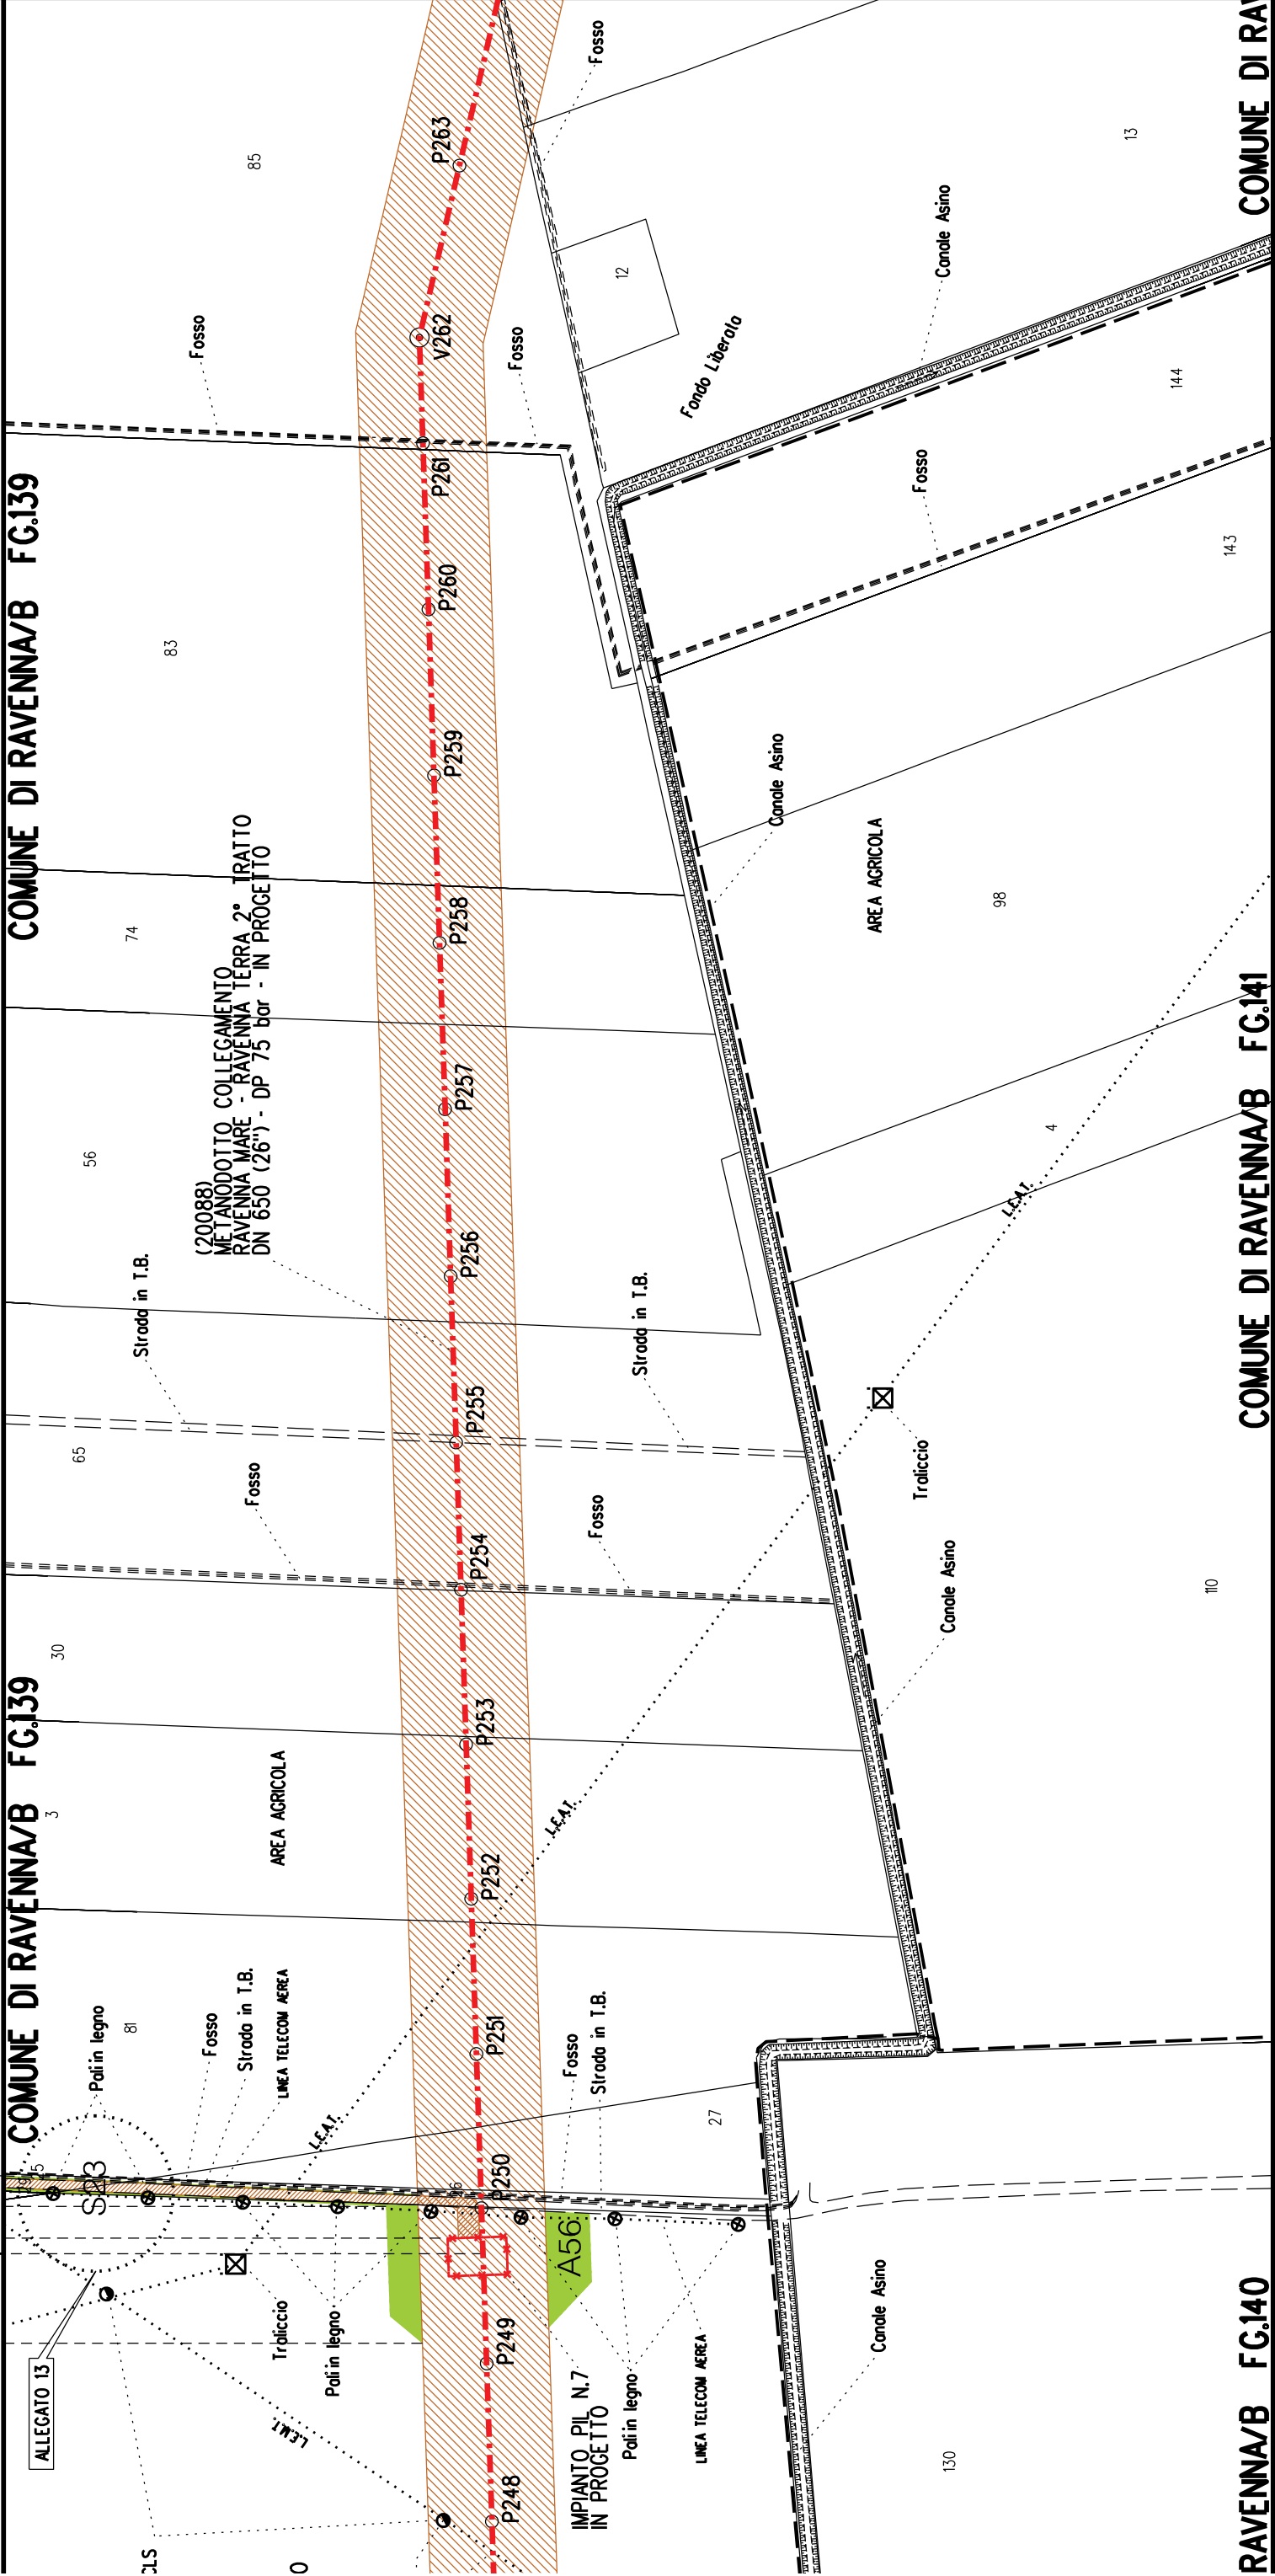 COMUNE DI RAVENNA/B FG.139
COMUNE DI RAVENNA/B FG.139
ALLEGATO 13
CLS
S203
Pali in legno
81
Fosso
Strada in T.B.
LINEA TELECOM AEREA
3
30
65
56
74
83
85
Traliccio
Pali in legno
L.E.M.T.
L.E.A.T.
AREA AGRICOLA
Fosso
Strada in T.B.
(20088)
METANODOTTO COLLEGAMENTO
RAVENNA MARE - RAVENNA TERRA 2° TRATTO
DN 650 (26") - DP 75 bar - IN PROGETTO
Fosso
P248
P249
P250
P251
P252
P253
P254
P255
P256
P257
P258
P259
P260
P261
V262
P263
A56
IMPIANTO PIL N.7
IN PROGETTO
Pali in legno
LINEA TELECOM AEREA
Fosso
Strada in T.B.
27
L.E.A.T.
Fosso
Strada in T.B.
Fosso
Fosso
12
Fondo Liberata
13
Canale Asino
Canale Asino
Traliccio
Canale Asino
L.E.A.T.
AREA AGRICOLA
Canale Asino
Fosso
130
110
4
98
143
144
RAVENNA/B FG.140
COMUNE DI RAVENNA/B FG.141
COMUNE DI RAV